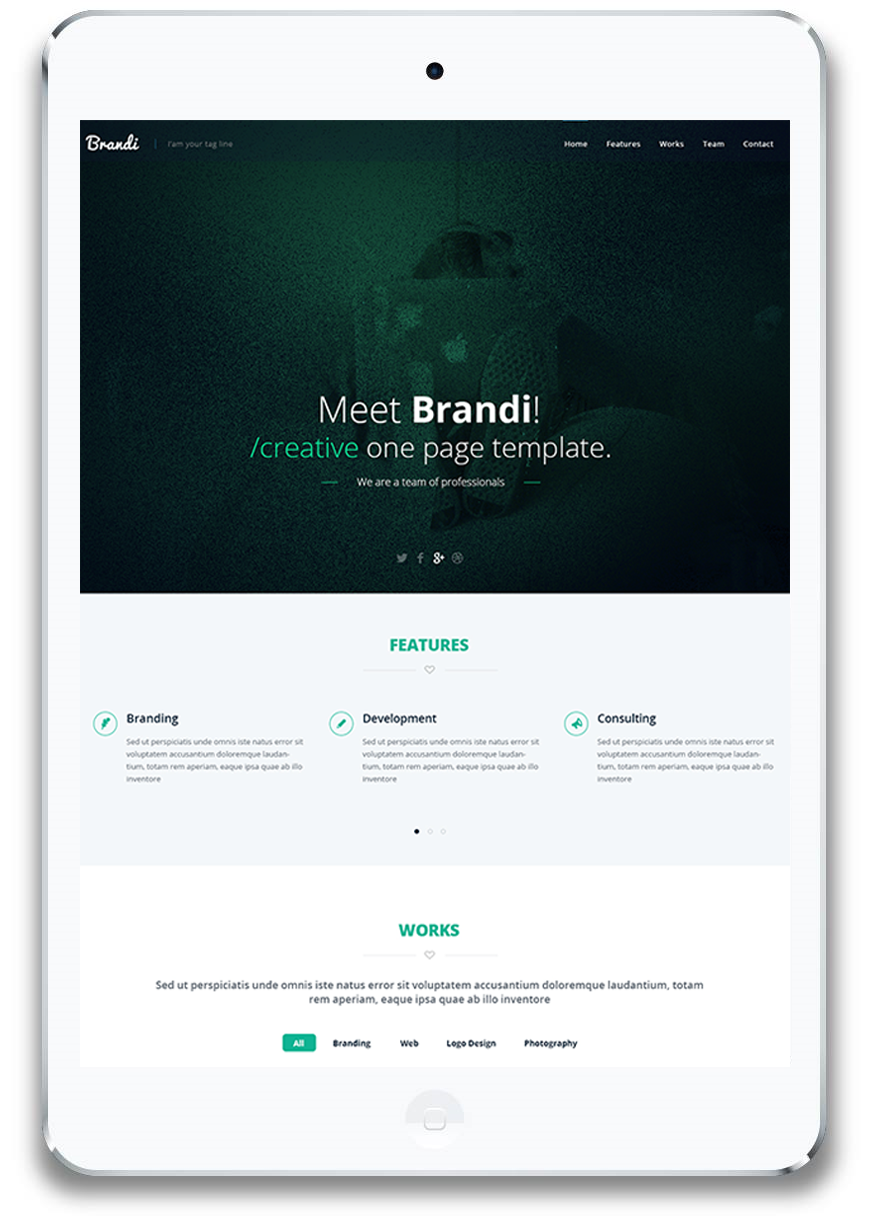 Brandi
I'am your tag line
Home Features Works Team Contact
Meet Brandi!
/creative one page template.
We are a team of professionals
FEATURES
Branding
Sed ut perspiciatis unde omnis iste natus error sit
voluptatem accusantium doloremque laudan-
tium, totam rem aperiam, eaque ipsa quae ab illo
inventore
Development
Sed ut perspiciatis unde omnis iste natus error sit
voluptatem accusantium doloremque laudan-
tium, totam rem aperiam, eaque ipsa quae ab illo
inventore
Consulting
Sed ut perspiciatis unde omnis iste natus error sit
voluptatem accusantium doloremque laudan-
tium, totam rem aperiam, eaque ipsa quae ab illo
inventore
WORKS
Sed ut perspiciatis unde omnis iste natus error sit voluptatem accusantium doloremque laudantium, totam
rem aperiam, eaque ipsa quae ab illo inventore
All Branding Web Logo Design Photography